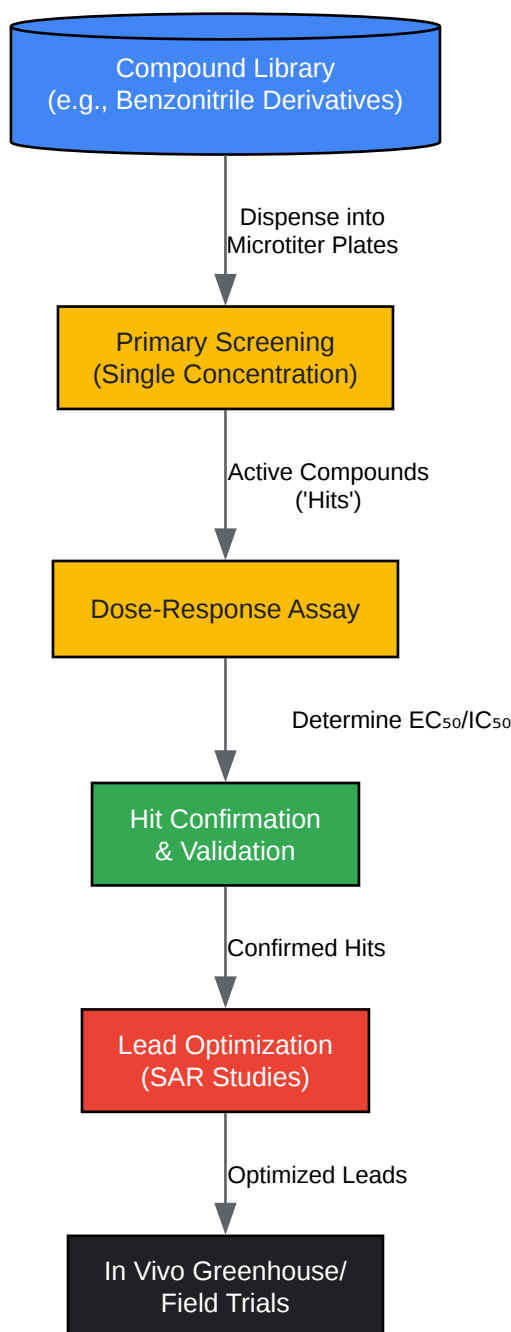 Compound Library
(e.g., Benzonitrile Derivatives)
Dispense into
Microtiter Plates
Primary Screening
(Single Concentration)
Active Compounds
('Hits')
Dose-Response Assay
Determine EC₅₀/IC₅₀
Hit Confirmation
& Validation
Confirmed Hits
Lead Optimization
(SAR Studies)
Optimized Leads
In Vivo Greenhouse/
Field Trials